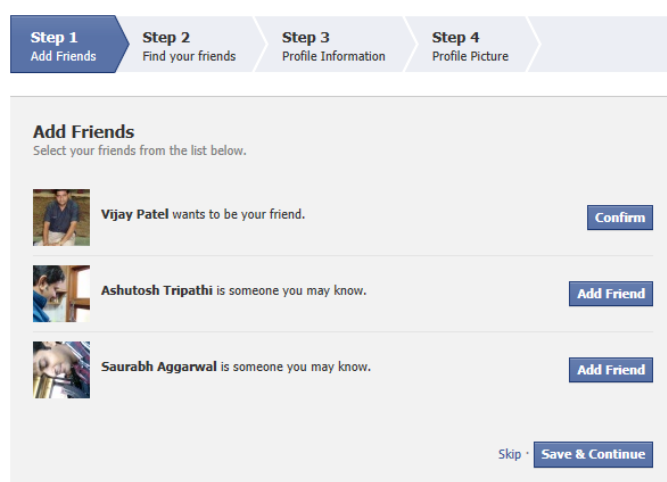 Step 1
Add Friends
Step 2
Find your friends
Step 3
Profile Information
Step 4
Profile Picture
Add Friends
Select your friends from the list below.
Vijay Patel wants to be your friend.
Confirm
Ashutosh Tripathi is someone you may know.
Add Friend
Saurabh Aggarwal is someone you may know.
Add Friend
Skip · Save & Continue